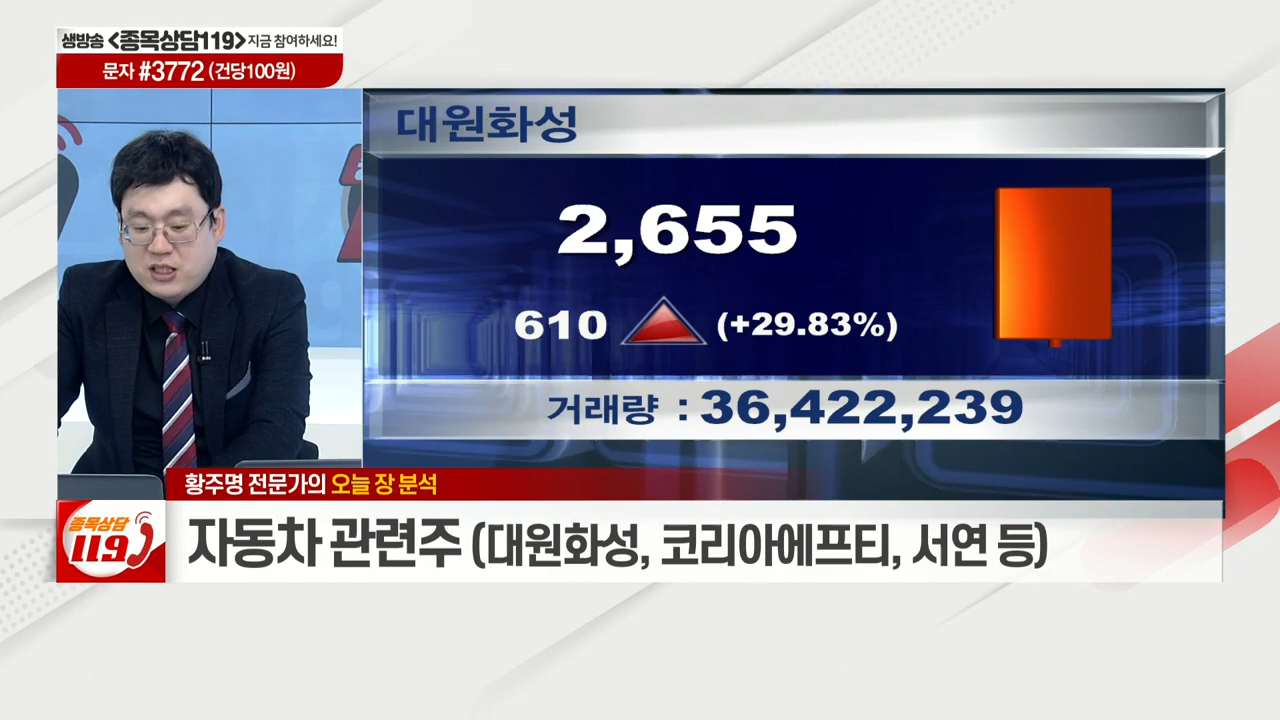 생방송 <종목상담119> 지금 참여하세요!
문자 #3772 (건당100원)
대원화성
2,655
610 (+29.83%)
거래량 : 36,422,239
황주명 전문가의 오늘 장 분석
종목상담
119
자동차 관련주 (대원화성, 코리아에프티, 서연 등)